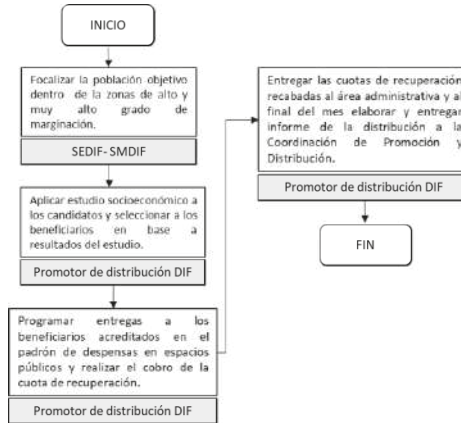 INICIO
Focalizar la población objetivo
dentro de la zonas de alto y
muy alto grado de
marginación.
SEDIF- SMDIF
Aplicar estudio socioeconómico a
los candidatos y seleccionar a los
beneficiarios en base a
resultados del estudio.
Promotor de distribución DIF
Programar entregas a los
beneficiarios acreditados en el
padrón de despensas en espacios
públicos y realizar el cobro de la
cuota de recuperación.
Promotor de distribución DIF
Entregar las cuotas de recuperación
recabadas al área administrativa y al
final del mes elaborar y entregar
informe de la distribución a la
Coordinación de Promoción y
Distribución.
Promotor de distribución DIF
FIN